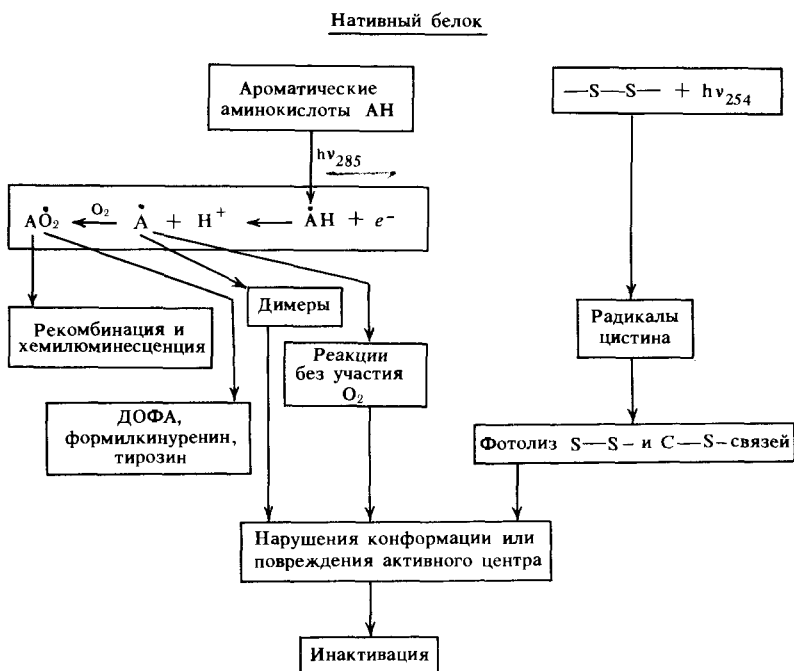 Нативный белок
Ароматические
аминокислоты АН
—S—S— + hν254
hν285
AȮ2 ←O2 Ȧ + H+ ← ȦH + e-
Димеры
Рекомбинация и
хемилюминесценция
Реакции
без участия
O2
Радикалы
цистина
ДОФА,
формилкинуренин,
тирозин
Фотолиз S—S- и C—S-связей
Нарушения конформации или
повреждения активного центра
Инактивация